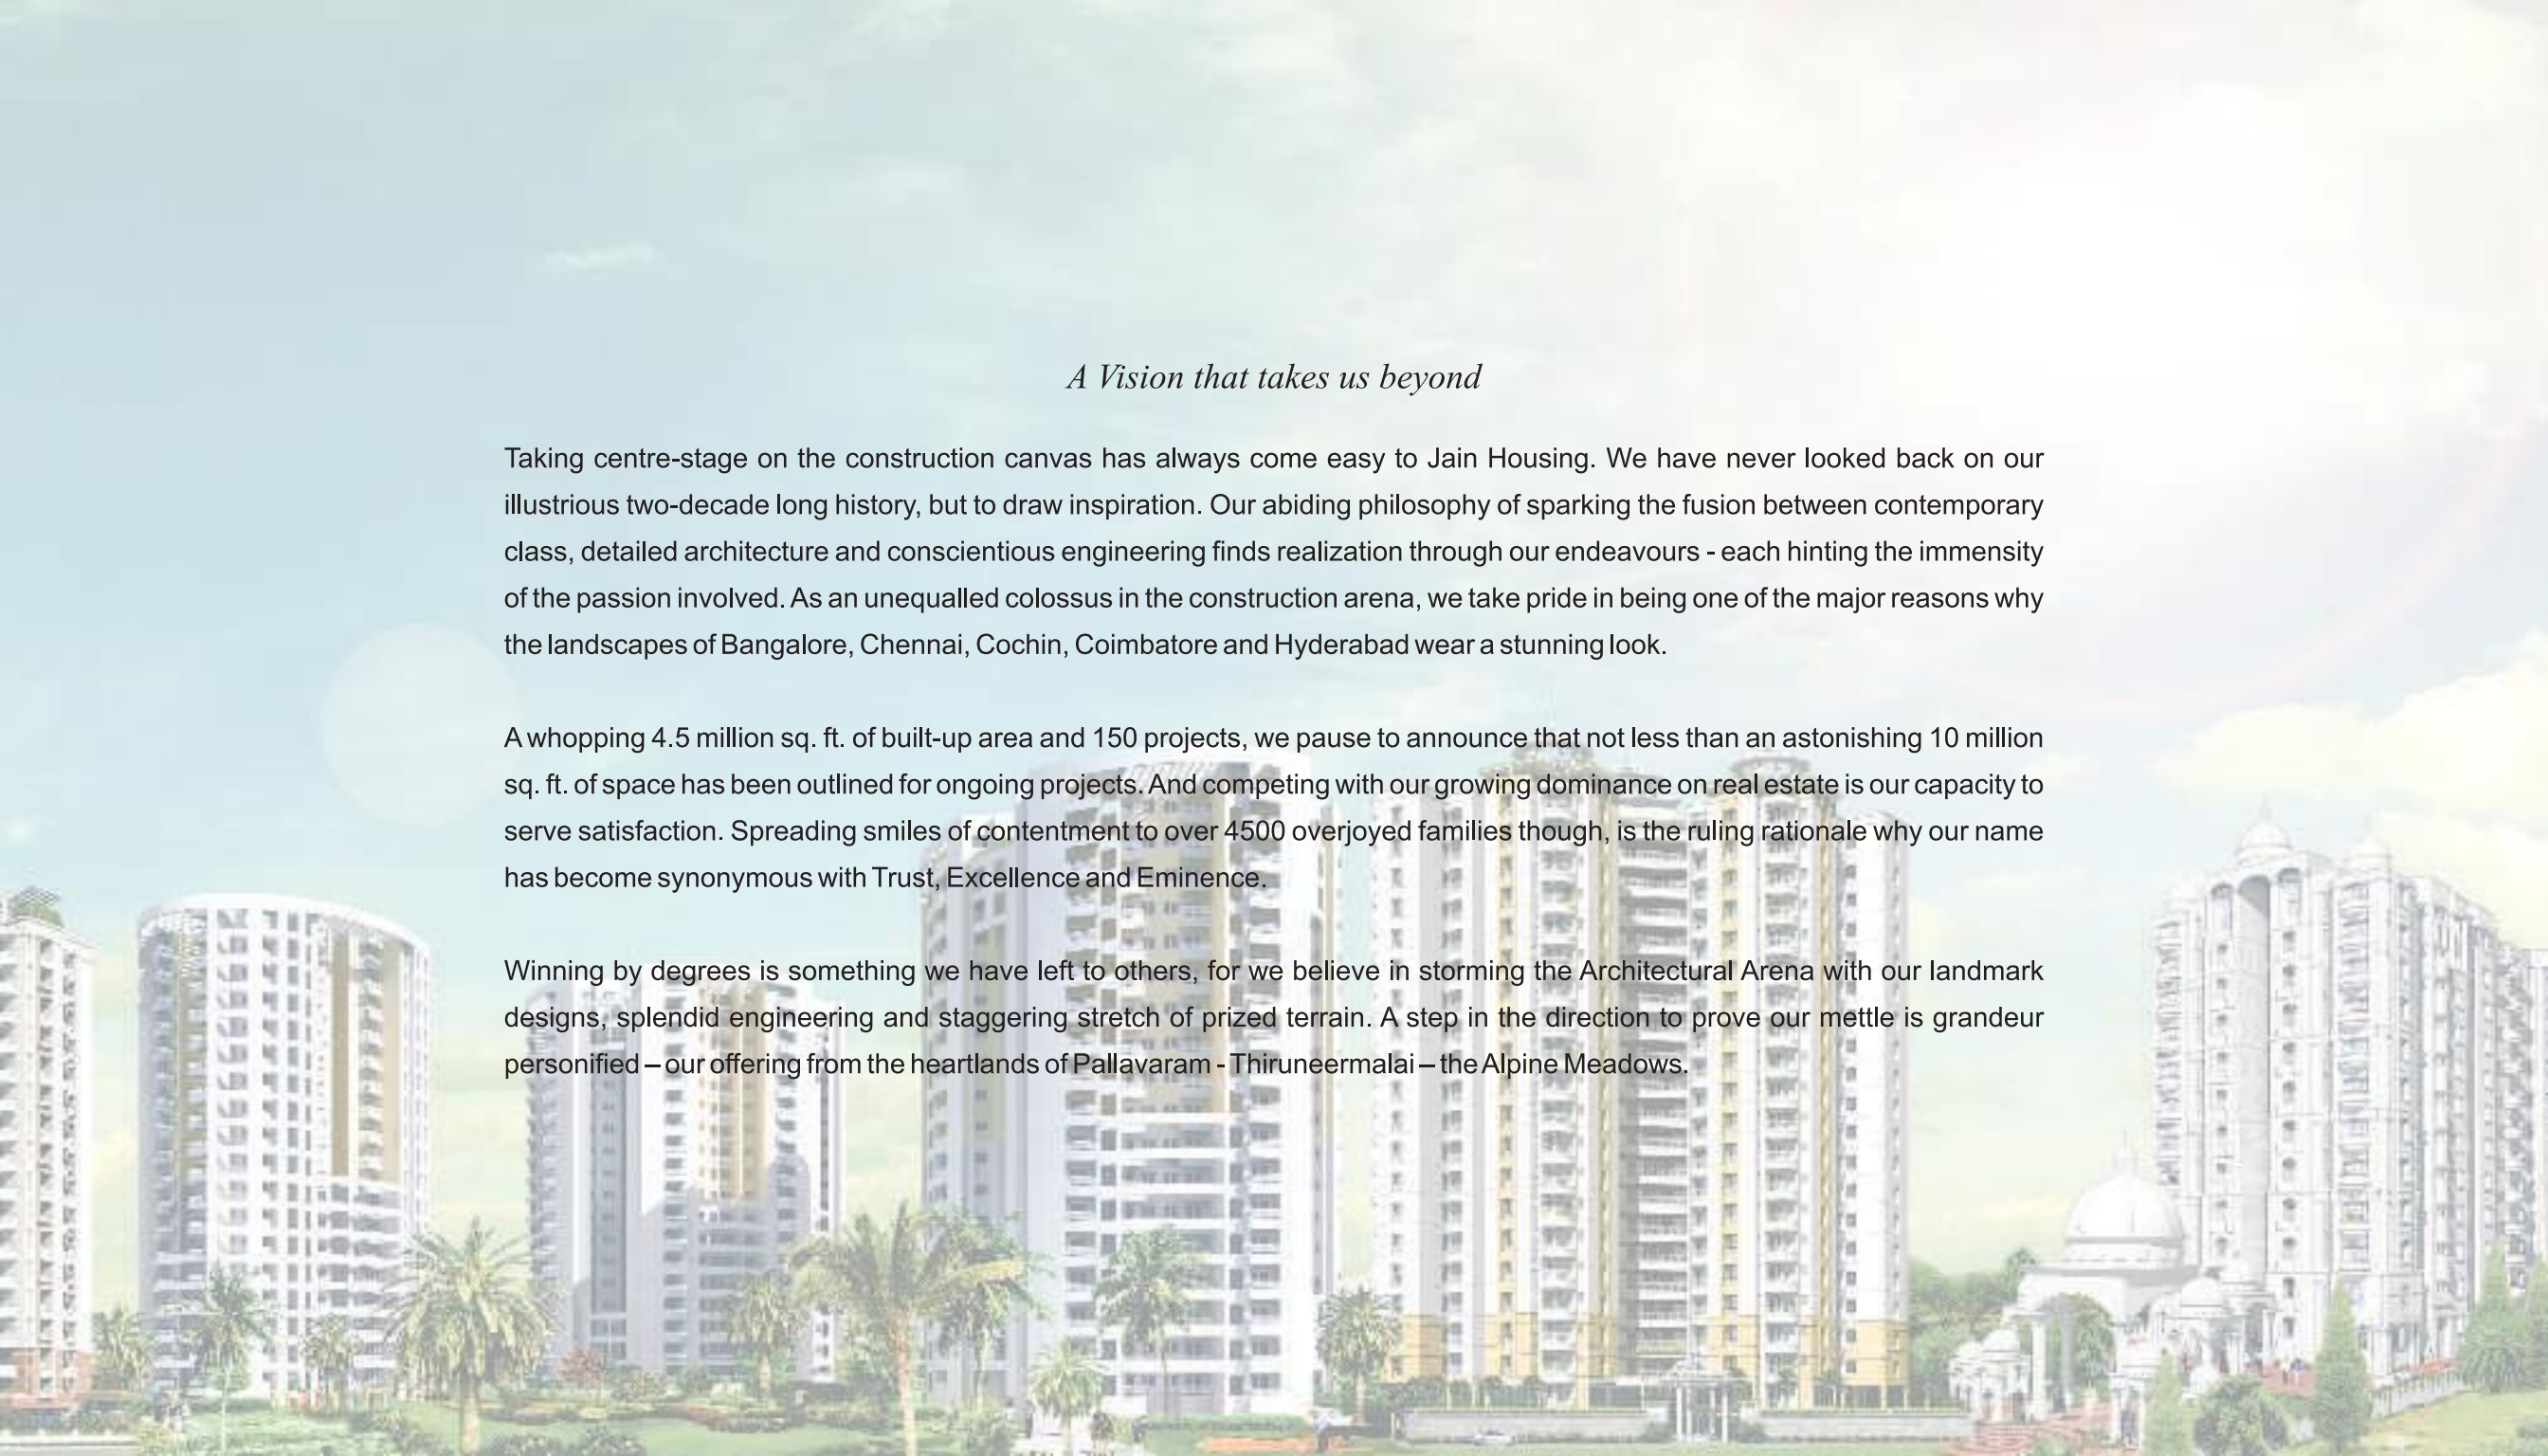 A Vision that takes us beyond
Taking centre-stage on the construction canvas has always come easy to Jain Housing. We have never looked back on our
illustrious two-decade long history, but to draw inspiration. Our abiding philosophy of sparking the fusion between contemporary
class, detailed architecture and conscientious engineering finds realization through our endeavours - each hinting the immensity
of the passion involved. As an unequalled colossus in the construction arena, we take pride in being one of the major reasons why
the landscapes of Bangalore, Chennai, Cochin, Coimbatore and Hyderabad wear a stunning look.
A whopping 4.5 million sq. ft. of built-up area and 150 projects, we pause to announce that not less than an astonishing 10 million
sq. ft. of space has been outlined for ongoing projects. And competing with our growing dominance on real estate is our capacity to
serve satisfaction. Spreading smiles of contentment to over 4500 overjoyed families though, is the ruling rationale why our name
has become synonymous with Trust, Excellence and Eminence.
Winning by degrees is something we have left to others, for we believe in storming the Architectural Arena with our landmark
designs, splendid engineering and staggering stretch of prized terrain. A step in the direction to prove our mettle is grandeur
personified – our offering from the heartlands of Pallavaram - Thiruneermalai – the Alpine Meadows.